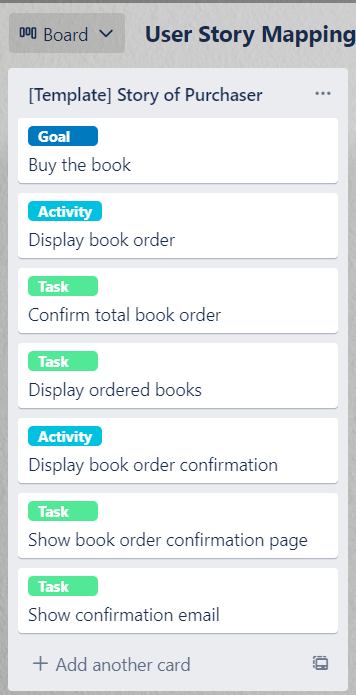 Board
User Story Mapping
[Template] Story of Purchaser
Goal
Buy the book
Activity
Display book order
Task
Confirm total book order
Task
Display ordered books
Activity
Display book order confirmation
Task
Show book order confirmation page
Task
Show confirmation email
+ Add another card